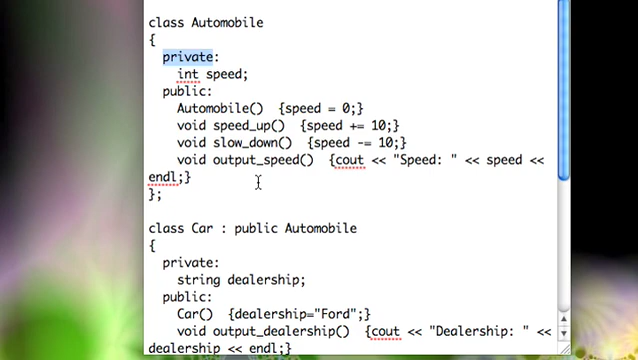 class Automobile
{
private:
int speed;
public:
Automobile() {speed = 0;}
void speed_up() {speed += 10;}
void slow_down() {speed -= 10;}
void output_speed() {cout << "Speed: " << speed <<
endl;}
};
class Car : public Automobile
{
private:
string dealership;
public:
Car() {dealership="Ford";}
void output_dealership() {cout << "Dealership: " <<
dealership << endl;}